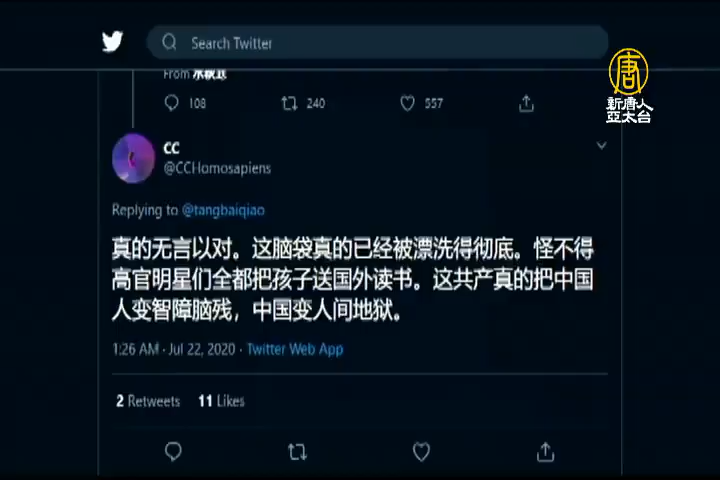 Search Twitter
唐
新唐人
亞太台
From
108 240 557
CC
@CCHomosapiens
Replying to @tangbaiqiao
真的无言以对。这脑袋真的已经被漂洗得彻底。怪不得
高官明星们全都把孩子送国外读书。这共产真的把中国
人变智障脑残，中国变人间地狱。
1:26 AM · Jul 22, 2020 · Twitter Web App
2 Retweets 11 Likes